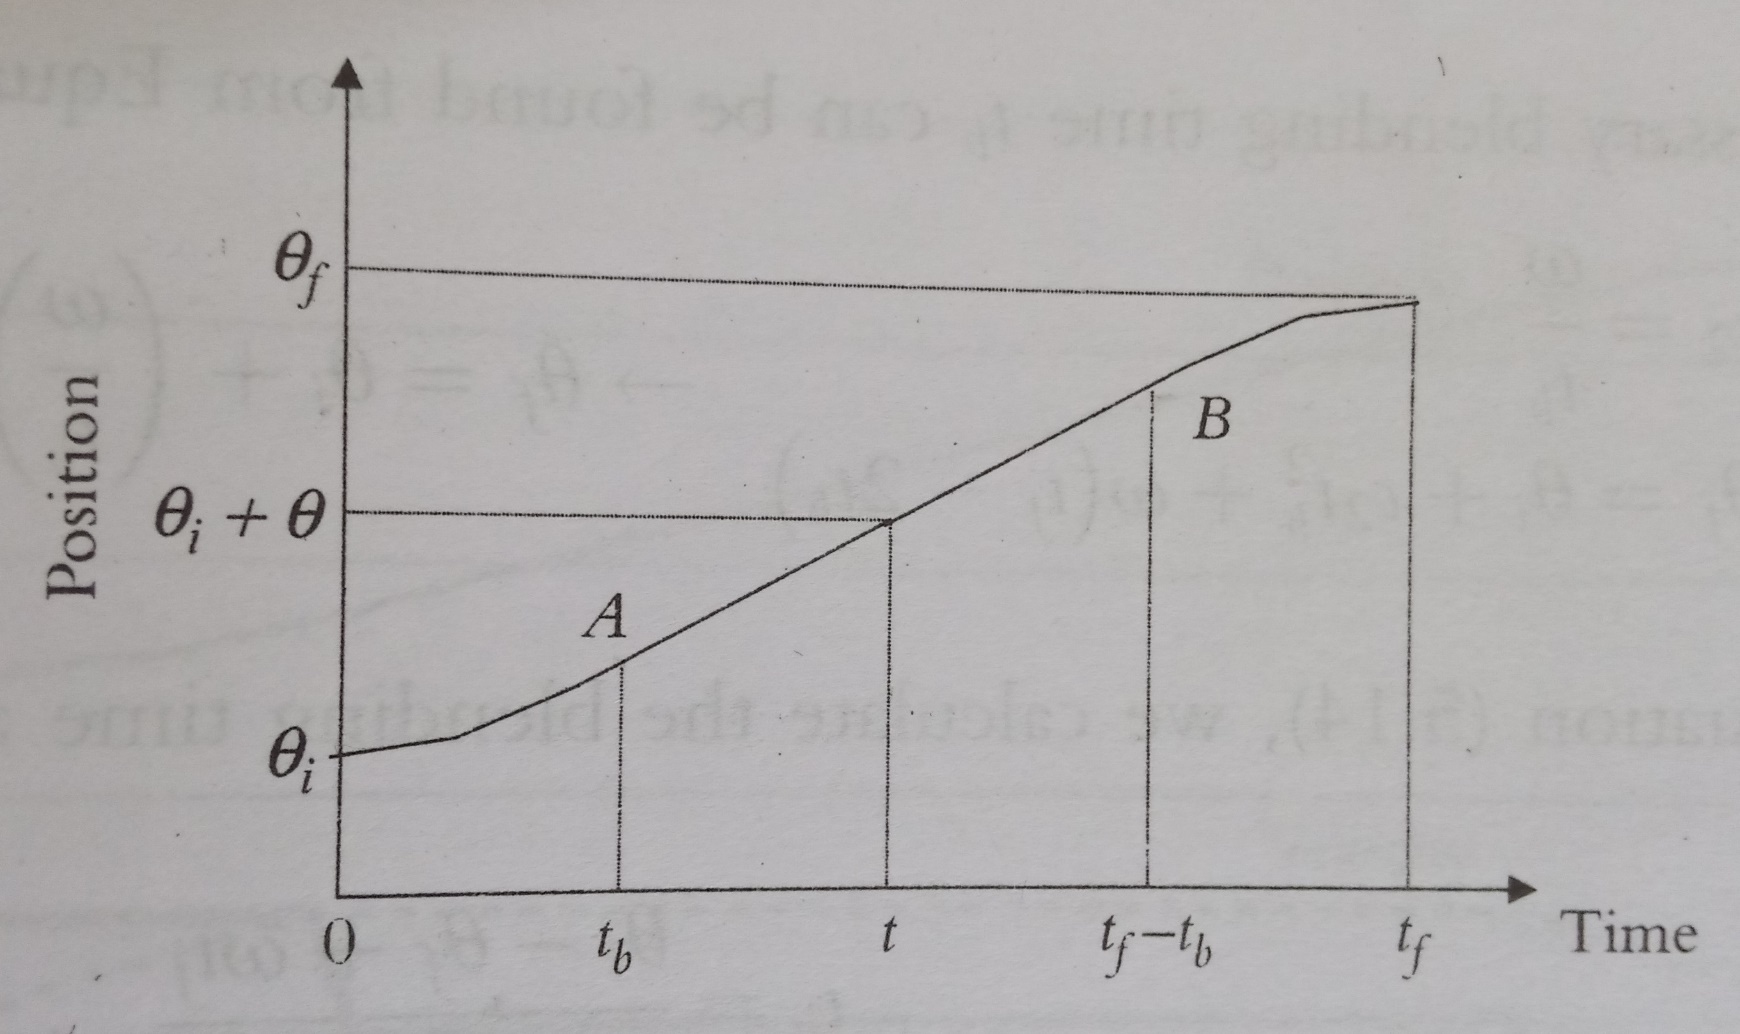 θf
θi + θ
Position
A
B
θi
0
tb
t
tf−tb
tf
Time